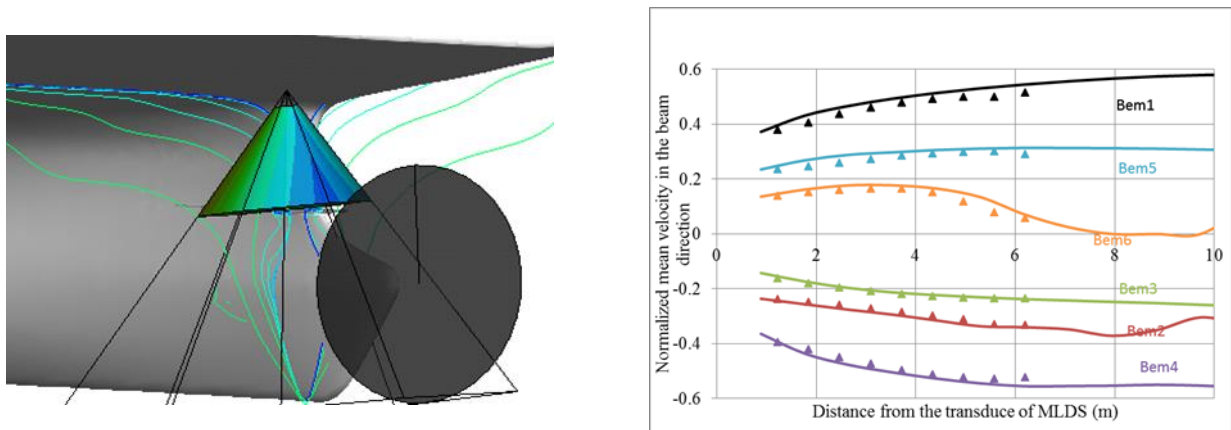 Normalized mean velocity in the beam
direction
0.6
0.4
0.2
0
-0.2
-0.4
-0.6
0
2
4
6
8
10
Bem1
Bem5
Bem6
Bem3
Bem2
Bem4
Distance from the transduce of MLDS (m)